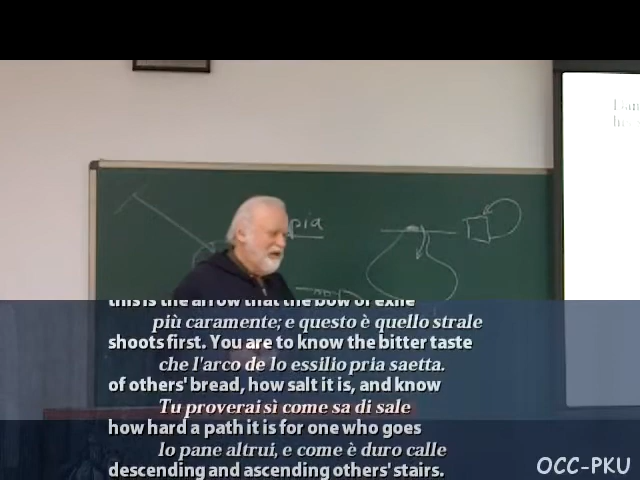 pia
this is the arrow that the bow of exile
più caramente; e questo è quello strale
shoots first. You are to know the bitter taste
che l'arco de lo essilio pria saetta.
of others' bread, how salt it is, and know
Tu proverai sì come sa di sale
how hard a path it is for one who goes
lo pane altrui, e come è duro calle
descending and ascending others' stairs.
OCC-PKU